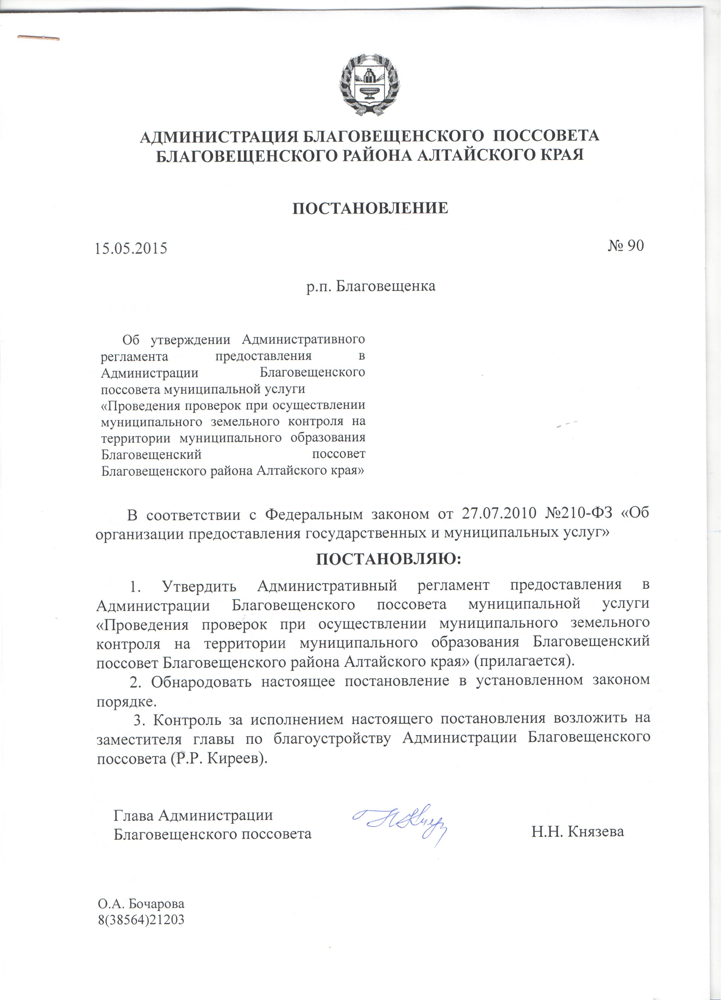 АДМИНИСТРАЦИЯ БЛАГОВЕЩЕНСКОГО ПОССОВЕТА
БЛАГОВЕЩЕНСКОГО РАЙОНА АЛТАЙСКОГО КРАЯ
ПОСТАНОВЛЕНИЕ
15.05.2015 № 90
р.п. Благовещенка
Об утверждении Административного
регламента предоставления в
Администрации Благовещенского
поссовета муниципальной услуги
«Проведения проверок при осуществлении
муниципального земельного контроля на
территории муниципального образования
Благовещенский поссовет
Благовещенского района Алтайского края»
В соответствии с Федеральным законом от 27.07.2010 №210-ФЗ «Об
организации предоставления государственных и муниципальных услуг»
ПОСТАНОВЛЯЮ:
1. Утвердить Административный регламент предоставления в
Администрации Благовещенского поссовета муниципальной услуги
«Проведения проверок при осуществлении муниципального земельного
контроля на территории муниципального образования Благовещенский
поссовет Благовещенского района Алтайского края» (прилагается).
2. Обнародовать настоящее постановление в установленном законом
порядке.
3. Контроль за исполнением настоящего постановления возложить на
заместителя главы по благоустройству Администрации Благовещенского
поссовета (Р.Р. Киреев).
Глава Администрации
Благовещенского поссовета Н.Н. Князева
О.А. Бочарова
8(38564)21203